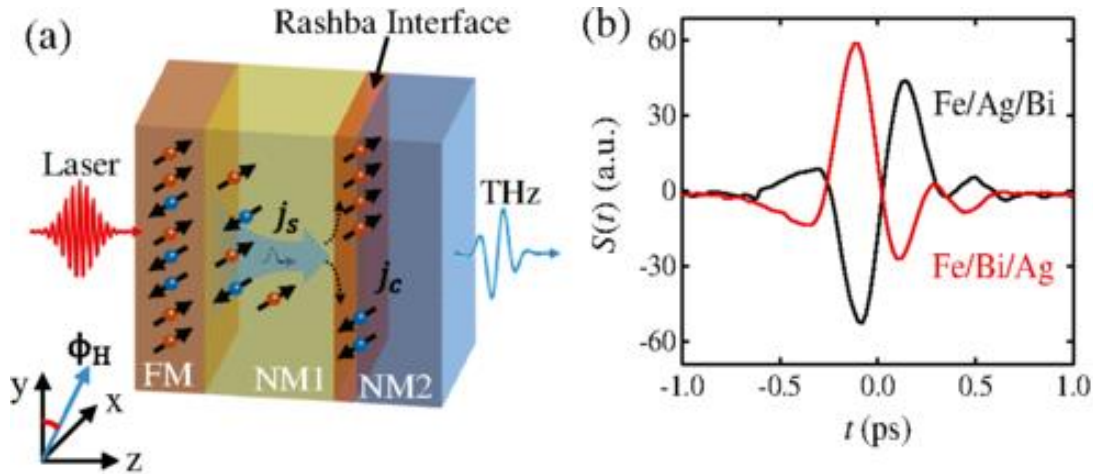 (a)
Rashba Interface
Laser
THz
j_s
j_c
ϕ_H
y
x
z
FM
NM1
NM2
(b)
60
30
0
-30
-60
S(t) (a.u.)
Fe/Ag/Bi
Fe/Bi/Ag
-1.0 -0.5 0.0 0.5 1.0
t (ps)